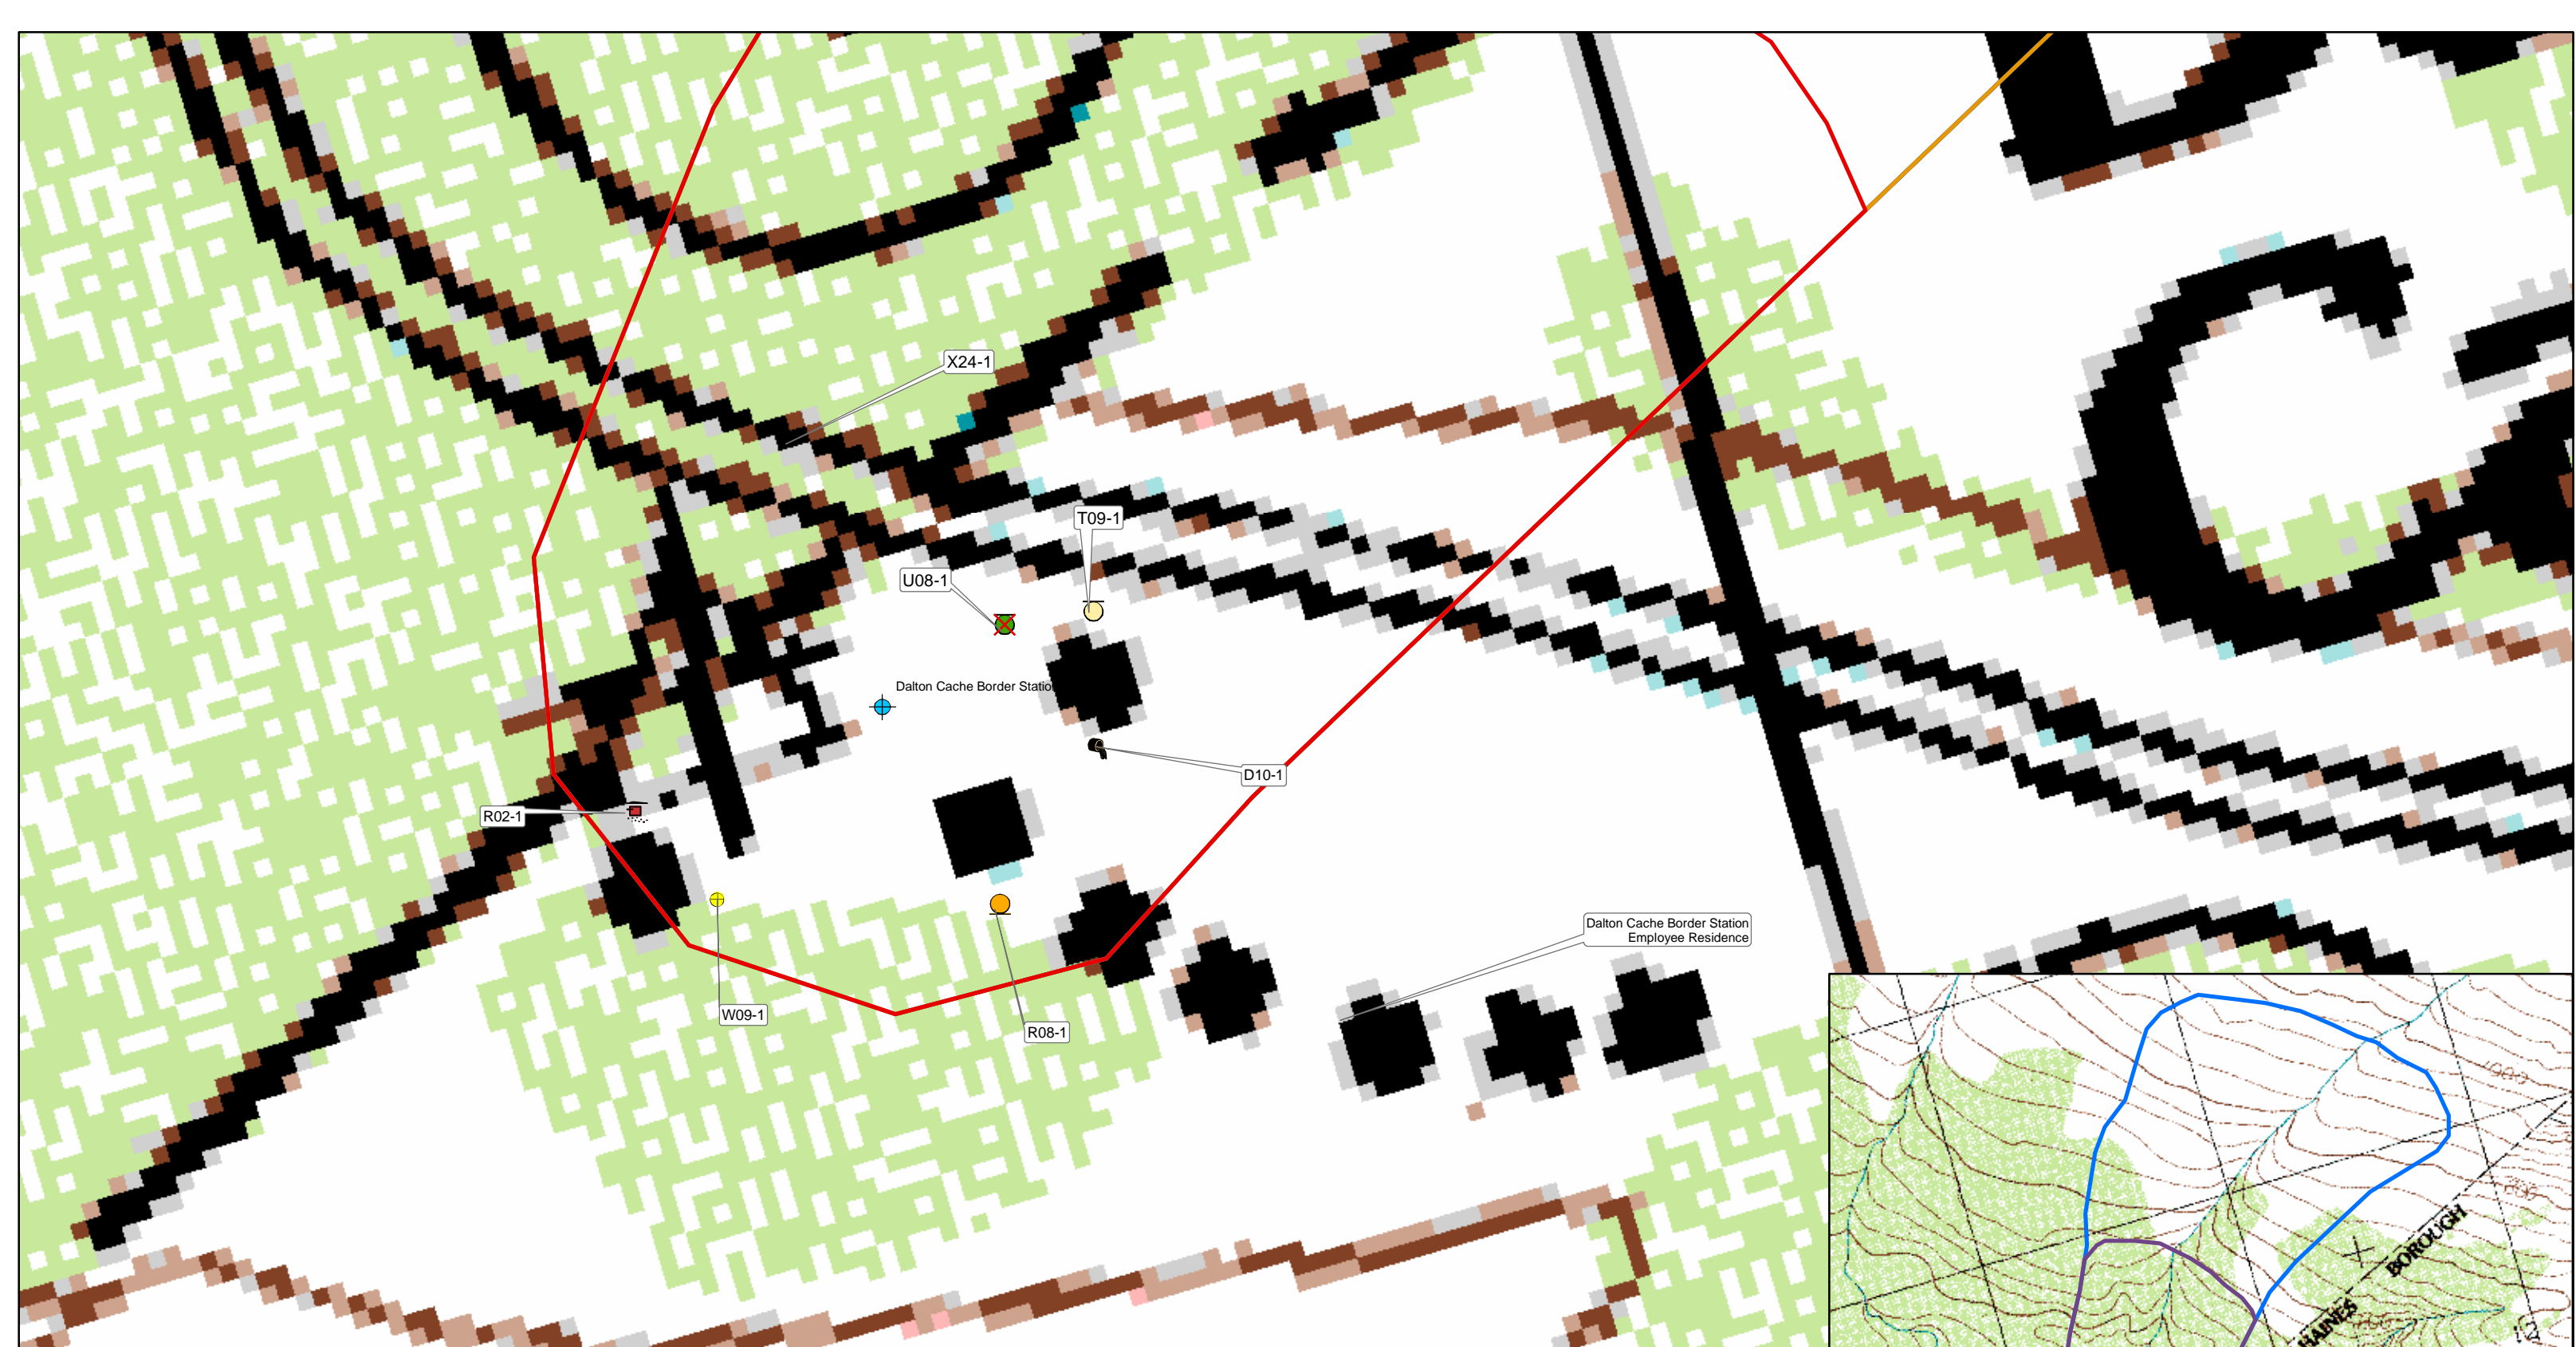 X24-1
T09-1
U08-1
Dalton Cache Border Statio
D10-1
R02-1
Dalton Cache Border Station
Employee Residence
W09-1
R08-1
BOROUGH
HAINES